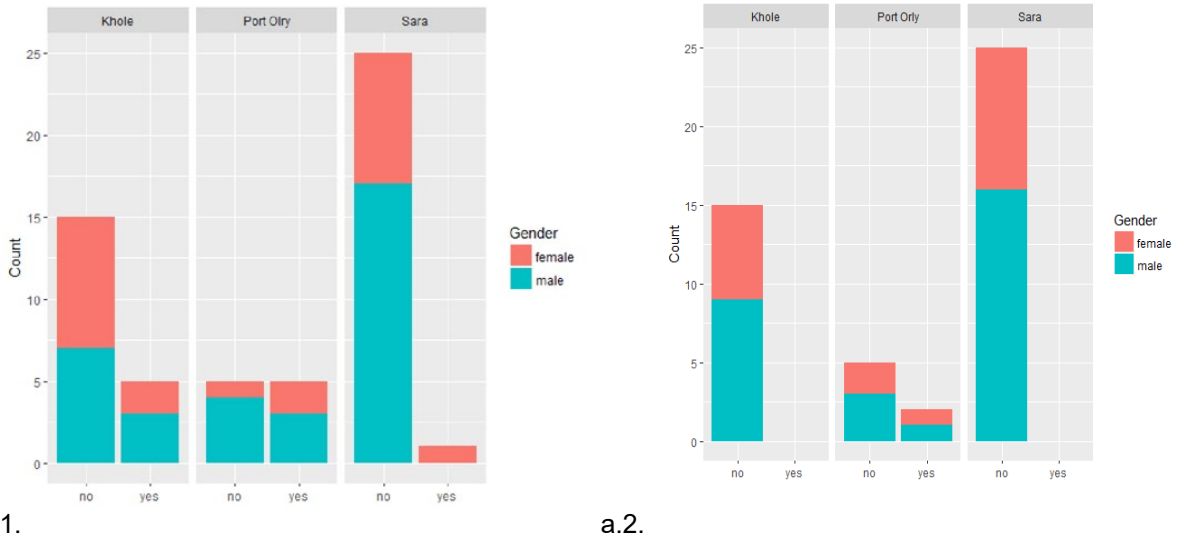 Khole Port Olry Sara
25
20
15
10
5
0
Count
no yes no yes no yes
Gender
female
male
1.
Khole Port Orly Sara
25
20
15
10
5
0
Count
no yes no yes no yes
Gender
female
male
a.2.